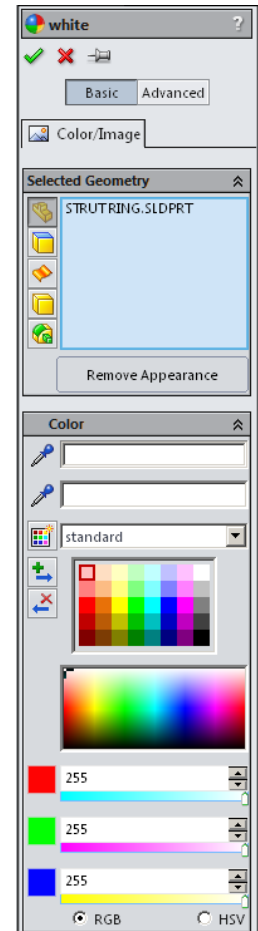 white ?
Basic Advanced
Color/Image
Selected Geometry
STRUTRING.SLDPRT
Remove Appearance
Color
standard
255
255
255
RGB HSV